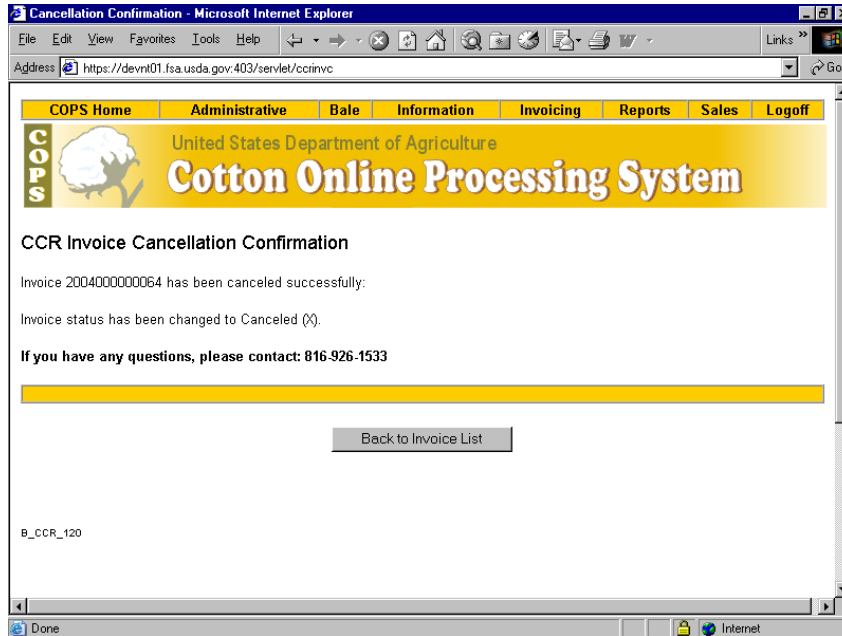 Cancellation Confirmation - Microsoft Internet Explorer
File Edit View Favorites Tools Help Links »
Address https://devnt01.fsa.usda.gov:403/servlet/ccrinvc Go
COPS Home Administrative Bale Information Invoicing Reports Sales Logoff
COPS
United States Department of Agriculture
Cotton Online Processing System
CCR Invoice Cancellation Confirmation
Invoice 2004000000064 has been canceled successfully:
Invoice status has been changed to Canceled (X).
If you have any questions, please contact: 816-926-1533
Back to Invoice List
B_CCR_120
Done Internet